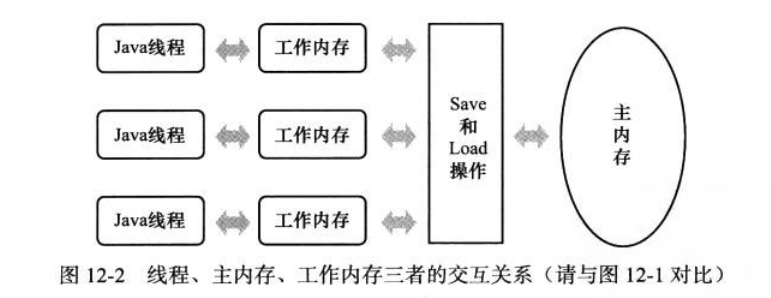 Java线程 工作内存
Java线程 工作内存
Java线程 工作内存
Save
和
Load
操作
主
内
存
图 12-2 线程、主内存、工作内存三者的交互关系（请与图 12-1 对比）